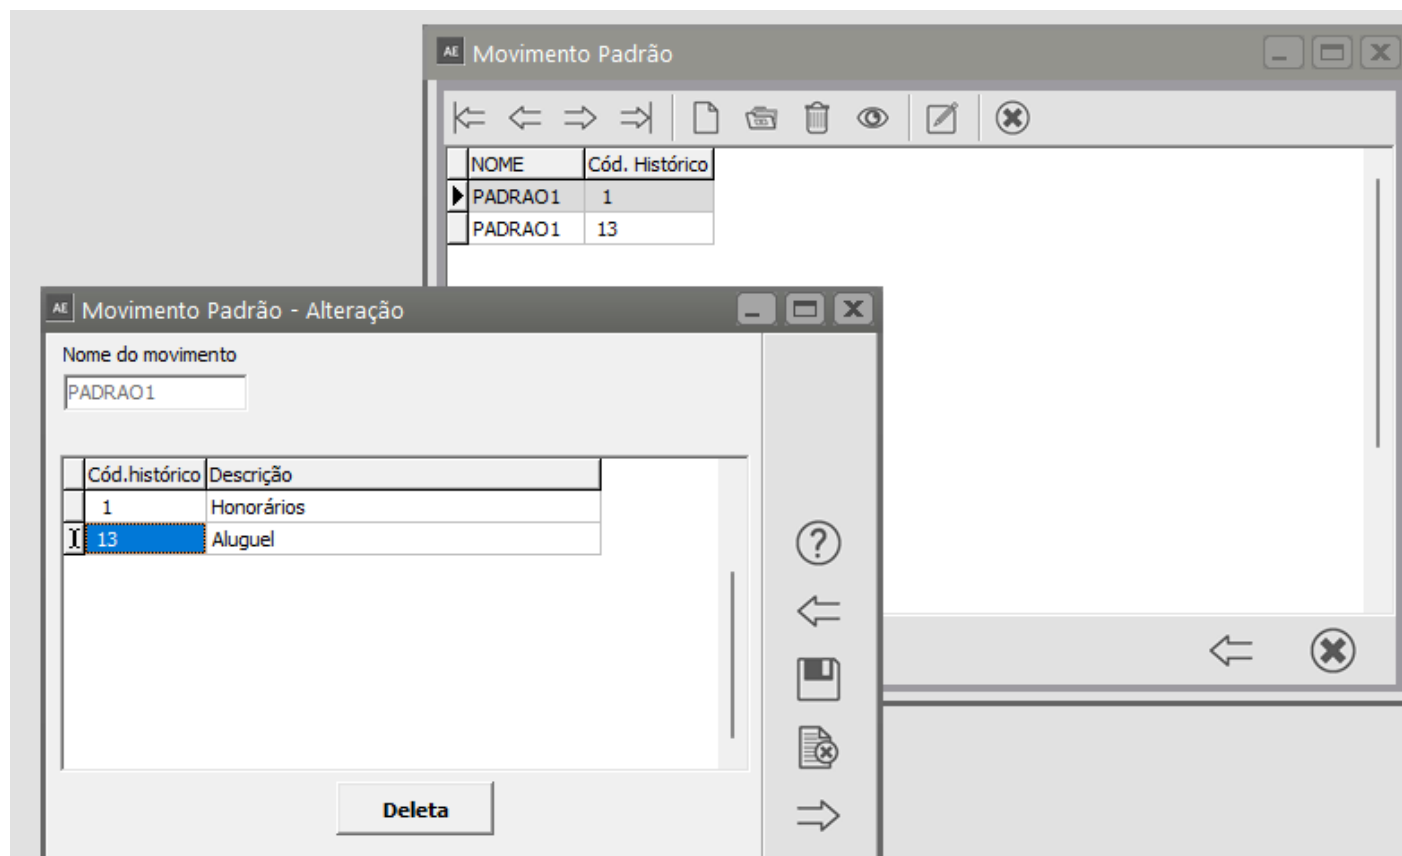 AE Movimento Padrão
NOME Cód. Histórico
PADRAO1 1
PADRAO1 13
AE Movimento Padrão - Alteração
Nome do movimento
PADRAO1
Cód.histórico Descrição
1 Honorários
13 Aluguel
Deleta